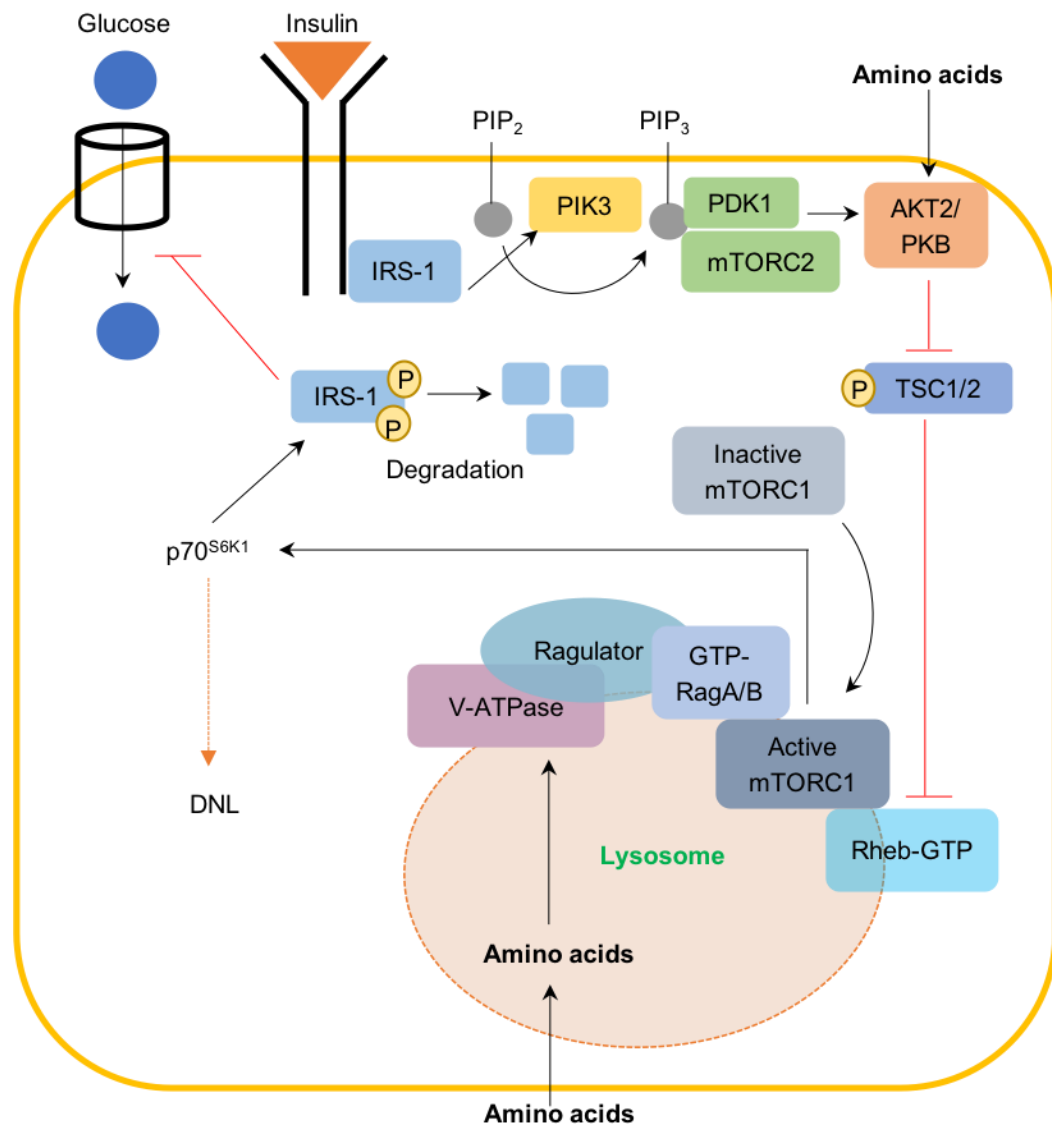 Glucose
Insulin
Amino acids
PIP₂
PIP₃
PIK3
PDK1
mTORC2
AKT2/
PKB
IRS-1
IRS-1
P
P
Degradation
P
TSC1/2
Inactive
mTORC1
p70ˢ⁶ᴷ¹
Ragulator
GTP-
RagA/B
V-ATPase
Active
mTORC1
DNL
Rheb-GTP
Lysosome
Amino acids
Amino acids